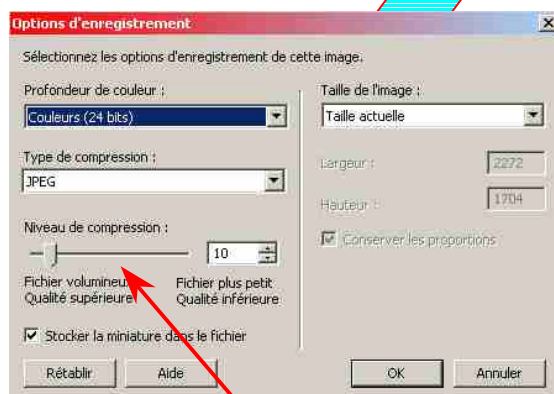 Options d'enregistrement
Sélectionnez les options d'enregistrement de cette image.
Profondeur de couleur :
Couleurs (24 bits)
Type de compression :
JPEG
Niveau de compression :
10
Fichier volumineux
Qualité supérieure
Fichier plus petit
Qualité inférieure
Stocker la miniature dans le fichier
Taille de l'image :
Taille actuelle
Largeur :
2272
Hauteur :
1704
Conserver les proportions
Rétablir
Aide
OK
Annuler